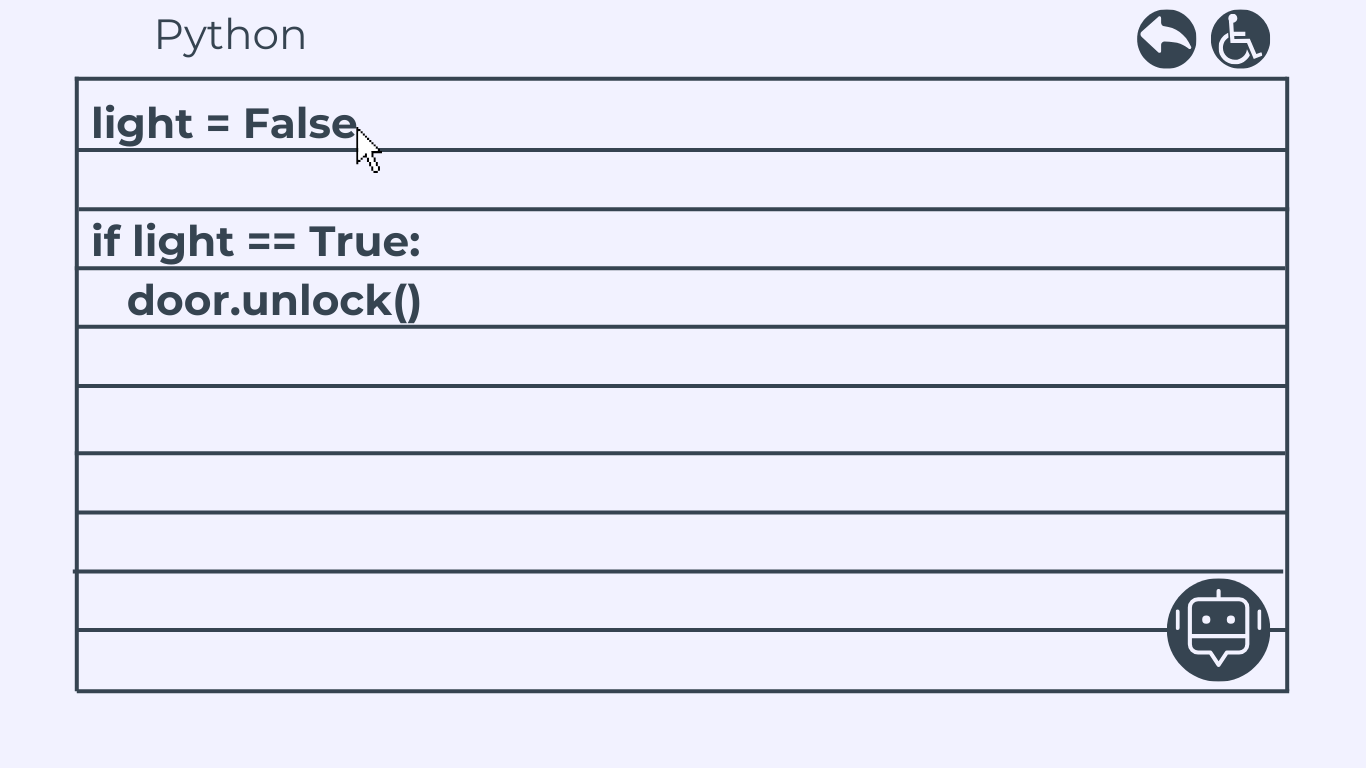 Python
light = False
if light == True:
door.unlock()